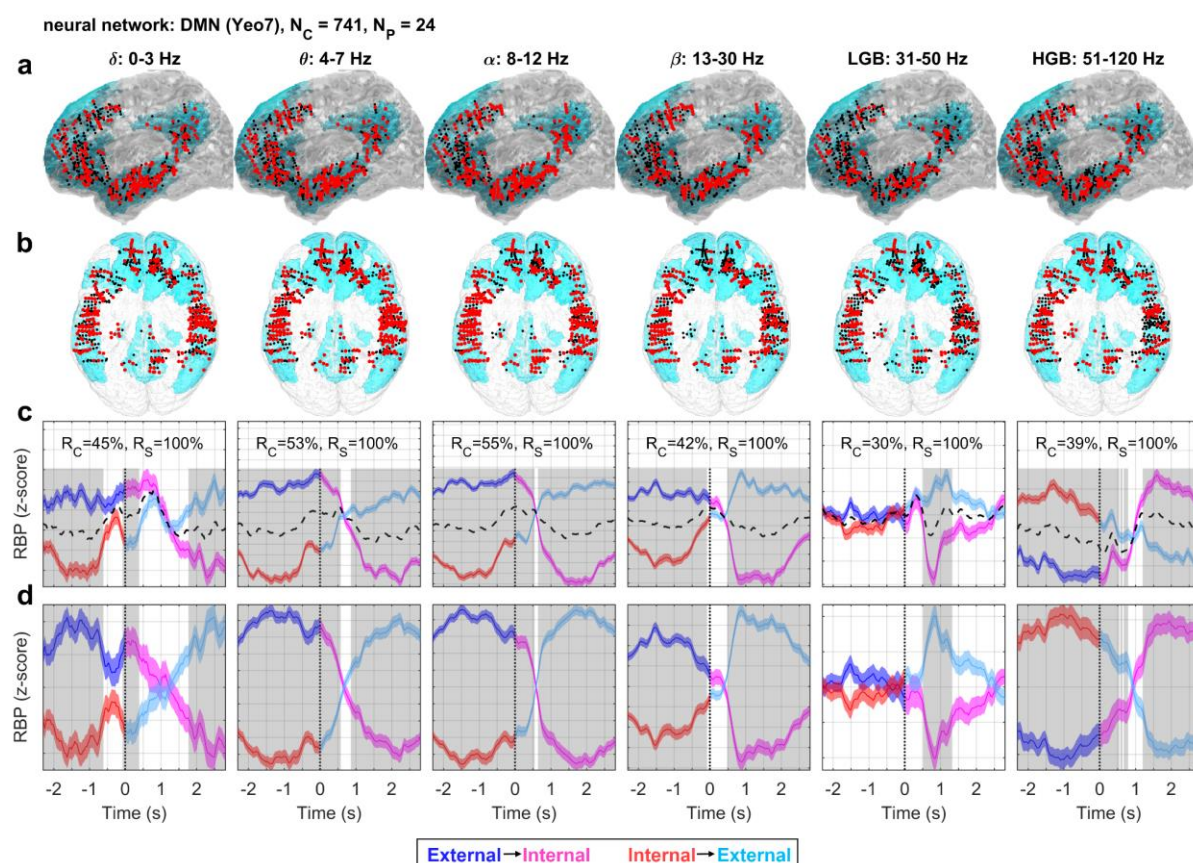 neural network: DMN (Yeo7), N_C = 741, N_P = 24
a
δ: 0-3 Hz θ: 4-7 Hz α: 8-12 Hz β: 13-30 Hz LGB: 31-50 Hz HGB: 51-120 Hz
b
c
R_C=45%, R_S=100% R_C=53%, R_S=100% R_C=55%, R_S=100% R_C=42%, R_S=100% R_C=30%, R_S=100% R_C=39%, R_S=100%
RBP (z-score)
d
RBP (z-score)
-2 -1 0 1 2 -2 -1 0 1 2 -2 -1 0 1 2 -2 -1 0 1 2 -2 -1 0 1 2 -2 -1 0 1 2
Time (s) Time (s) Time (s) Time (s) Time (s) Time (s)
External→Internal Internal→External